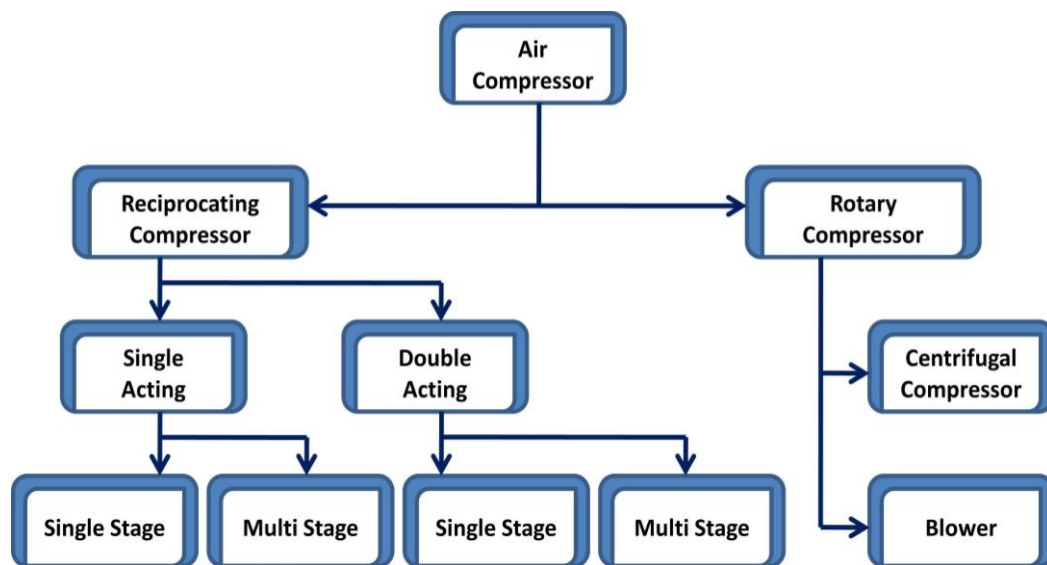 Air
Compressor
Reciprocating
Compressor
Rotary
Compressor
Single
Acting
Double
Acting
Centrifugal
Compressor
Single Stage
Multi Stage
Single Stage
Multi Stage
Blower